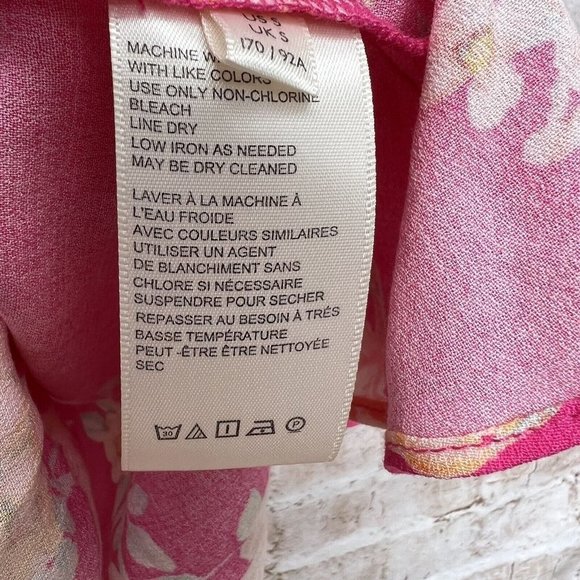 US S
UK S
170 / 92A
MACHINE
WITH LIKE COLORS
USE ONLY NON-CHLORINE
BLEACH
LINE DRY
LOW IRON AS NEEDED
MAY BE DRY CLEANED
LAVER À LA MACHINE À
L'EAU FROIDE
AVEC COULEURS SIMILAIRES
UTILISER UN AGENT
DE BLANCHIMENT SANS
CHLORE SI NÉCESSAIRE
SUSPENDRE POUR SECHER
REPASSER AU BESOIN À TRÉS
BASSE TEMPÉRATURE
PEUT -ÊTRE ÊTRE NETTOYÉE
SEC
30 P